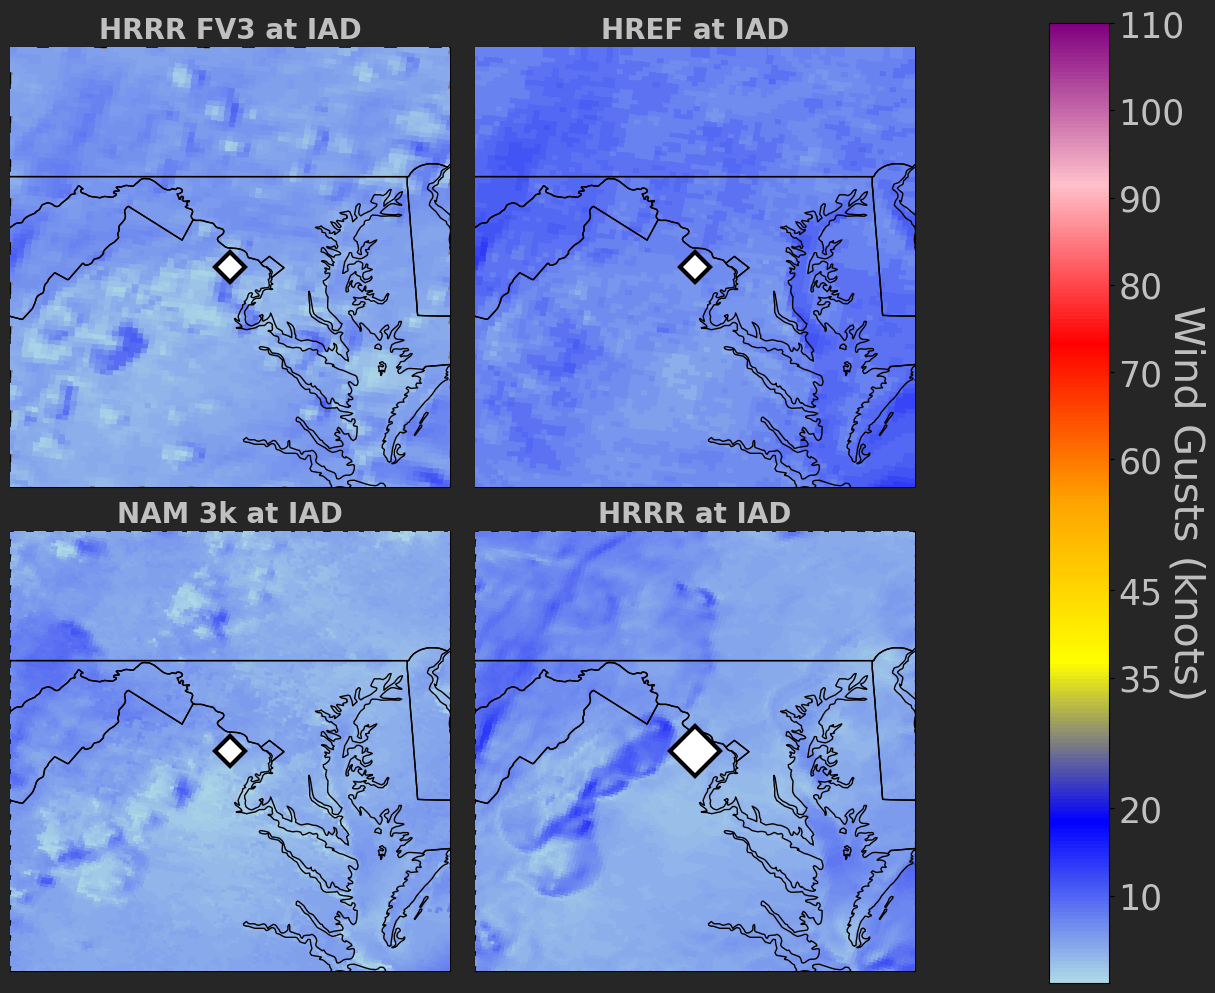 HRRR FV3 at IAD
HREF at IAD
NAM 3k at IAD
HRRR at IAD
110
100
90
80
70
60
45
35
20
10
Wind Gusts (knots)